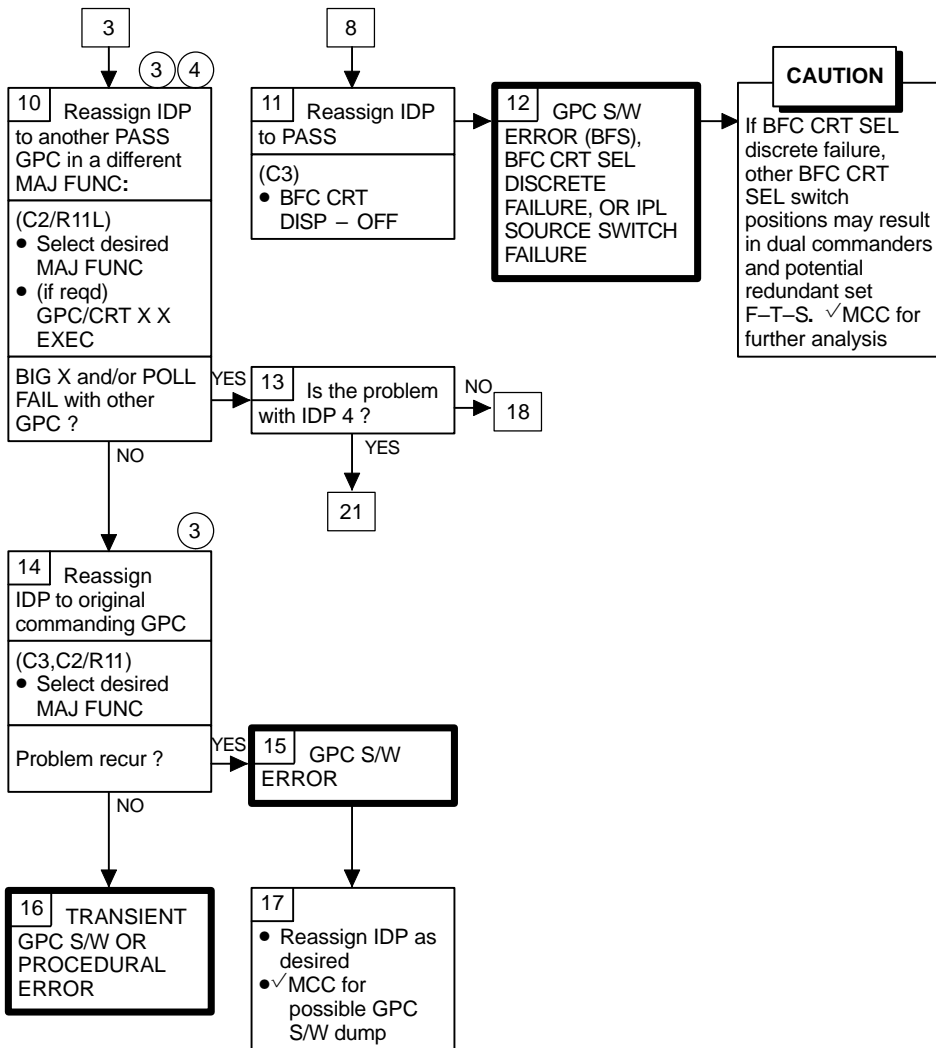 3
3 4
10 Reassign IDP
to another PASS
GPC in a different
MAJ FUNC:
(C2/R11L)
• Select desired
MAJ FUNC
• (if reqd)
GPC/CRT X X
EXEC
BIG X and/or POLL
FAIL with other
GPC ?
YES
NO
8
11 Reassign IDP
to PASS
(C3)
• BFC CRT
DISP – OFF
12 GPC S/W
ERROR (BFS),
BFC CRT SEL
DISCRETE
FAILURE, OR IPL
SOURCE SWITCH
FAILURE
CAUTION
If BFC CRT SEL
discrete failure,
other BFC CRT
SEL switch
positions may result
in dual commanders
and potential
redundant set
F–T–S. √MCC for
further analysis
13 Is the problem
with IDP 4 ?
NO
18
YES
21
3
14 Reassign
IDP to original
commanding GPC
(C3,C2/R11)
• Select desired
MAJ FUNC
Problem recur ?
YES
NO
15 GPC S/W
ERROR
16 TRANSIENT
GPC S/W OR
PROCEDURAL
ERROR
17
• Reassign IDP as
desired
• √MCC for
possible GPC
S/W dump